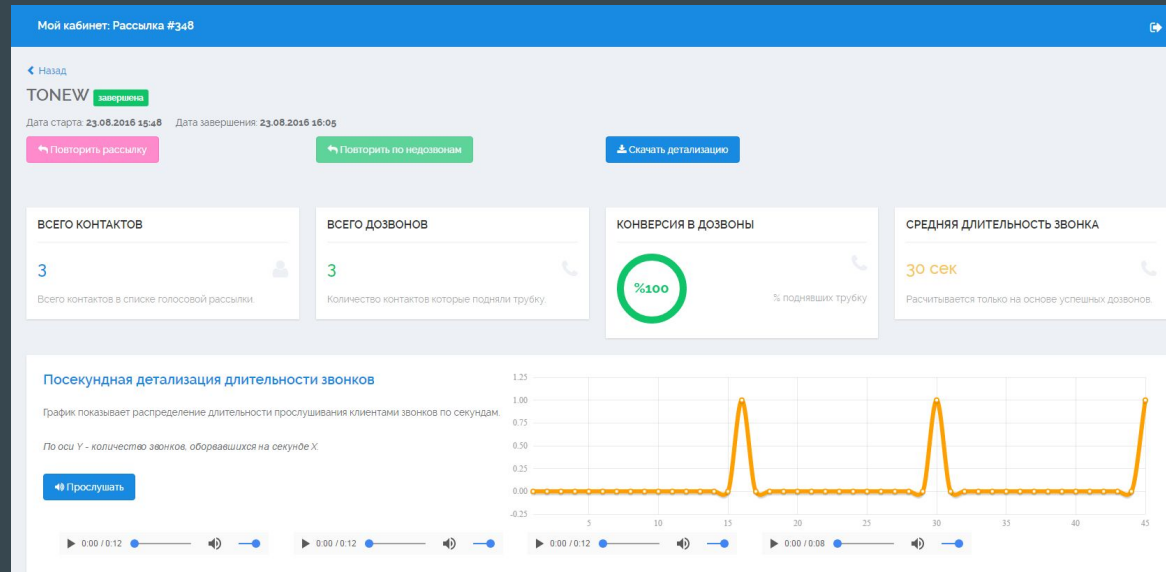 Мой кабинет: Рассылка #348
Назад
TONEW завершена
Дата старта: 23.08.2016 15:48 Дата завершения: 23.08.2016 16:05
Повторить рассылку Повторить по недозвонам Скачать детализацию
ВСЕГО КОНТАКТОВ
3
Всего контактов в списке голосовой рассылки
ВСЕГО ДОЗВОНОВ
3
Количество контактов которые подняли трубку.
КОНВЕРСИЯ В ДОЗВОНЫ
%100
% поднявших трубку
СРЕДНЯЯ ДЛИТЕЛЬНОСТЬ ЗВОНКА
30 сек
Расчитывается только на основе успешных дозвонов.
Посекундная детализация длительности звонков
График показывает распределение длительности прослушивания клиентами звонков по секундам.
По оси Y - количество звонков, оборвавшихся на секунде X.
Прослушать
1.25
1.00
0.75
0.50
0.25
0.00
-0.25
5 10 15 20 25 30 35 40 45
0:00 / 0:12 0:00 / 0:12 0:00 / 0:12 0:00 / 0:08